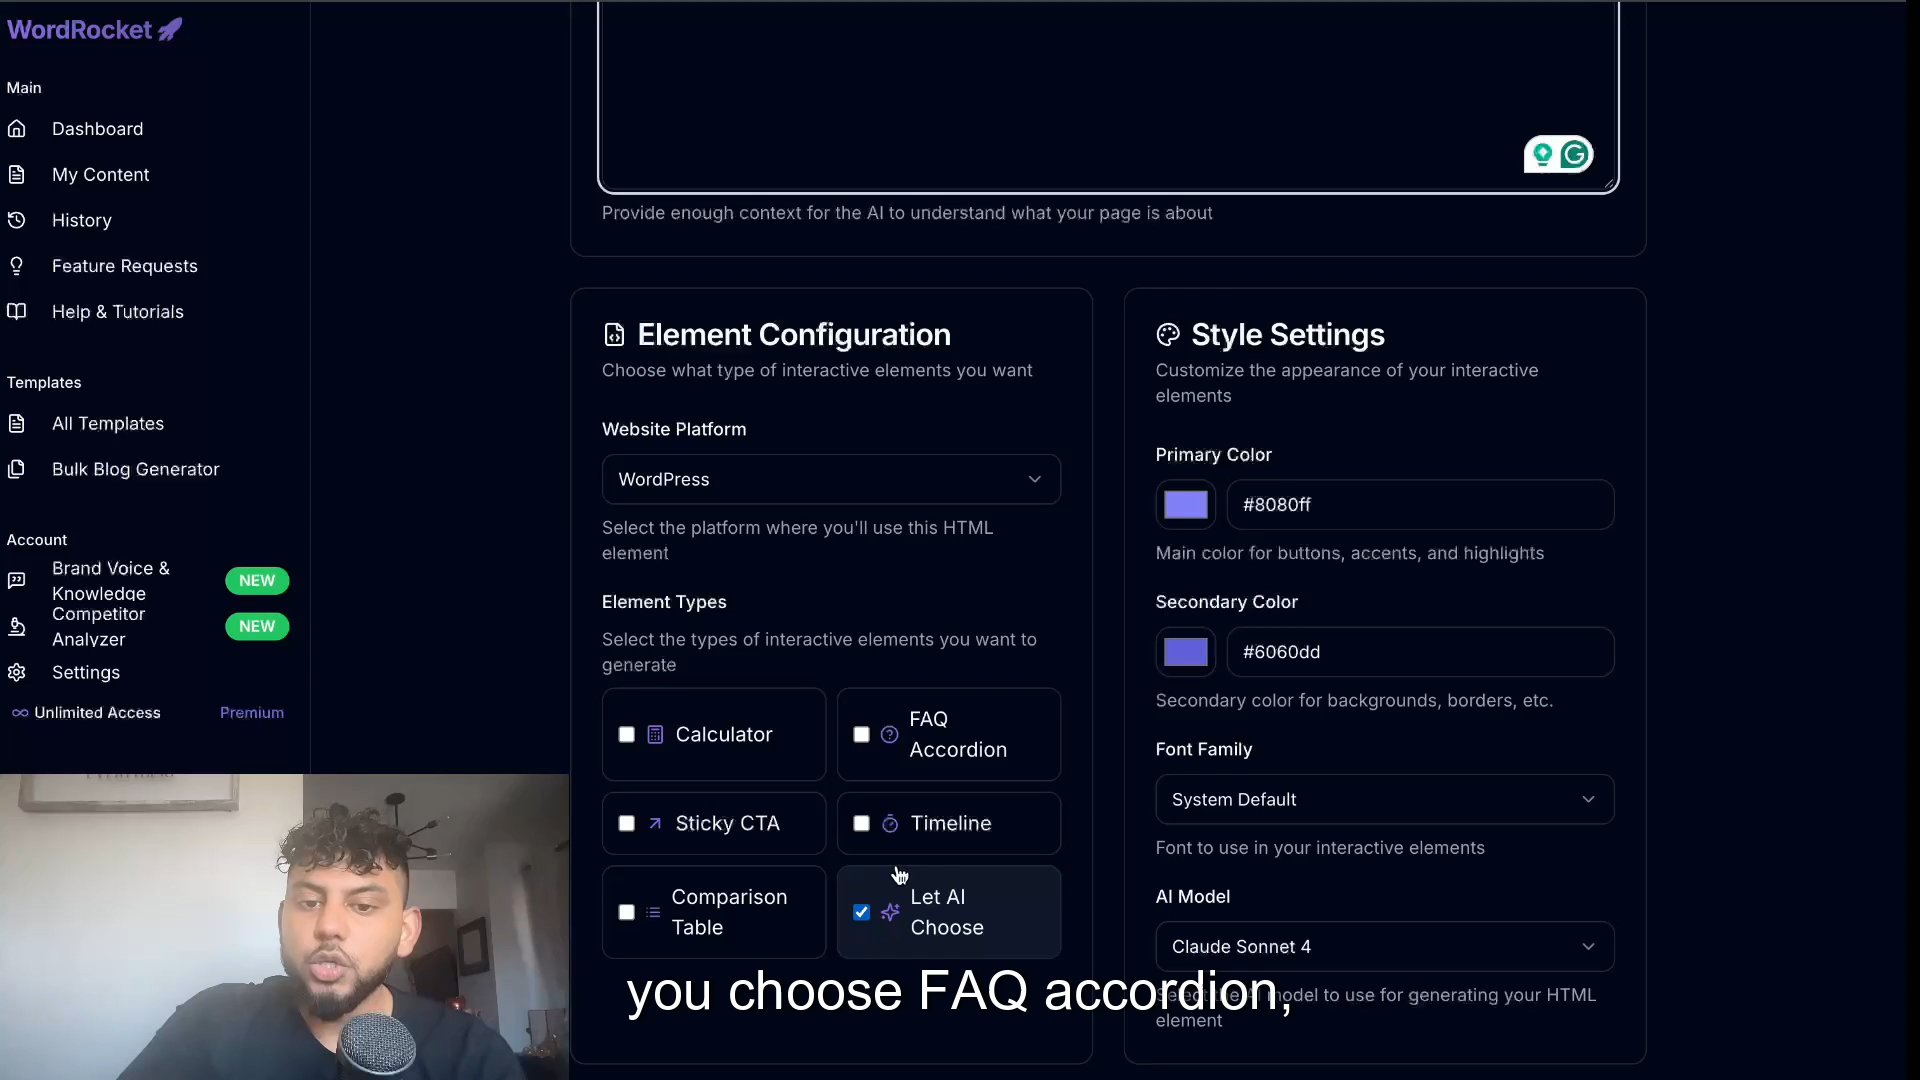 WordRocket
Main
Dashboard
My Content
History
Feature Requests
Help & Tutorials
Templates
All Templates
Bulk Blog Generator
Account
Brand Voice &
Knowledge
NEW
Competitor
Analyzer
NEW
Settings
Unlimited Access
Premium
Provide enough context for the AI to understand what your page is about
Element Configuration
Choose what type of interactive elements you want
Website Platform
WordPress
Select the platform where you'll use this HTML
element
Element Types
Select the types of interactive elements you want to
generate
Calculator
FAQ
Accordion
Sticky CTA
Timeline
Comparison
Table
Let AI
Choose
Style Settings
Customize the appearance of your interactive
elements
Primary Color
#8080ff
Main color for buttons, accents, and highlights
Secondary Color
#6060dd
Secondary color for backgrounds, borders, etc.
Font Family
System Default
Font to use in your interactive elements
AI Model
Claude Sonnet 4
Select the AI model to use for generating your HTML
element
you choose FAQ accordion,